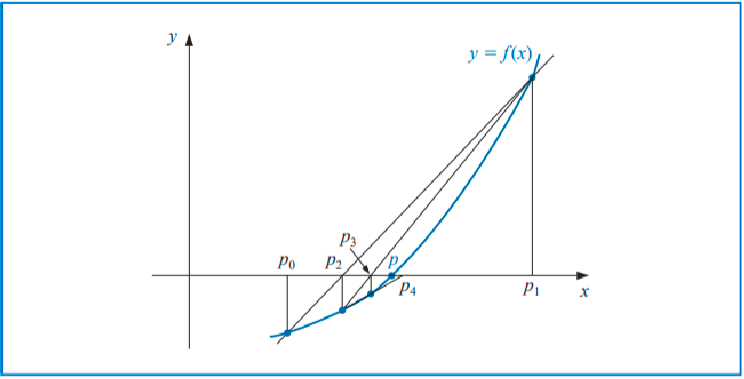 y
y = f(x)
p₃
p₀
p₂
p
p₄
p₁
x